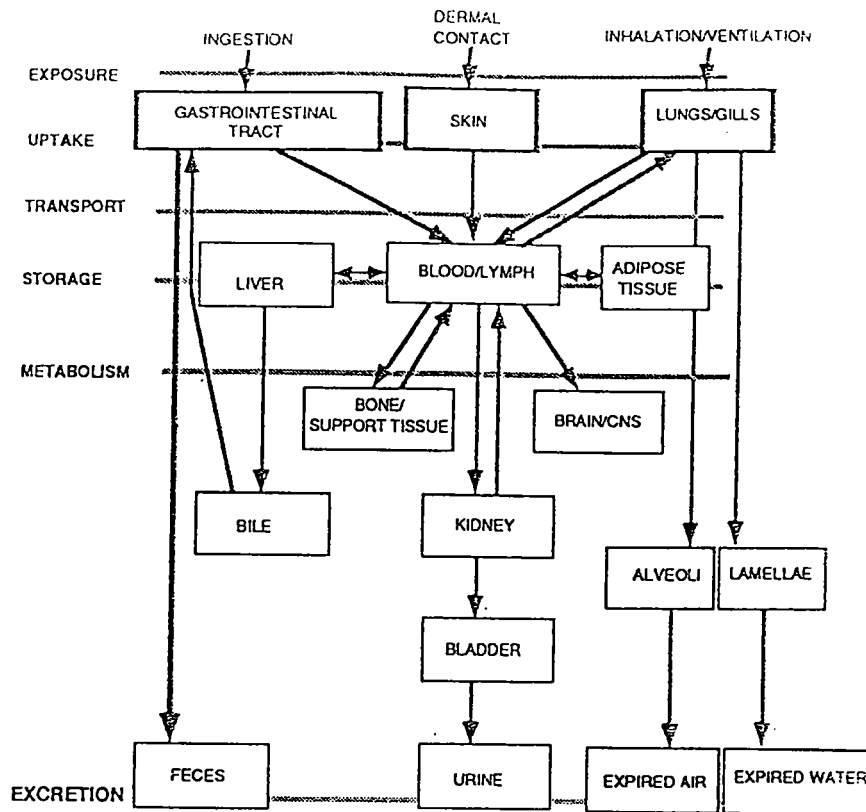 INGESTION
DERMAL
CONTACT
INHALATION/VENTILATION
EXPOSURE
GASTROINTESTINAL
TRACT
SKIN
LUNGS/GILLS
UPTAKE
TRANSPORT
LIVER
BLOOD/LYMPH
ADIPOSE
TISSUE
STORAGE
METABOLISM
BONE/
SUPPORT TISSUE
BRAIN/CNS
BILE
KIDNEY
ALVEOLI
LAMELLAE
BLADDER
FECES
URINE
EXPIRED AIR
EXPIRED WATER
EXCRETION